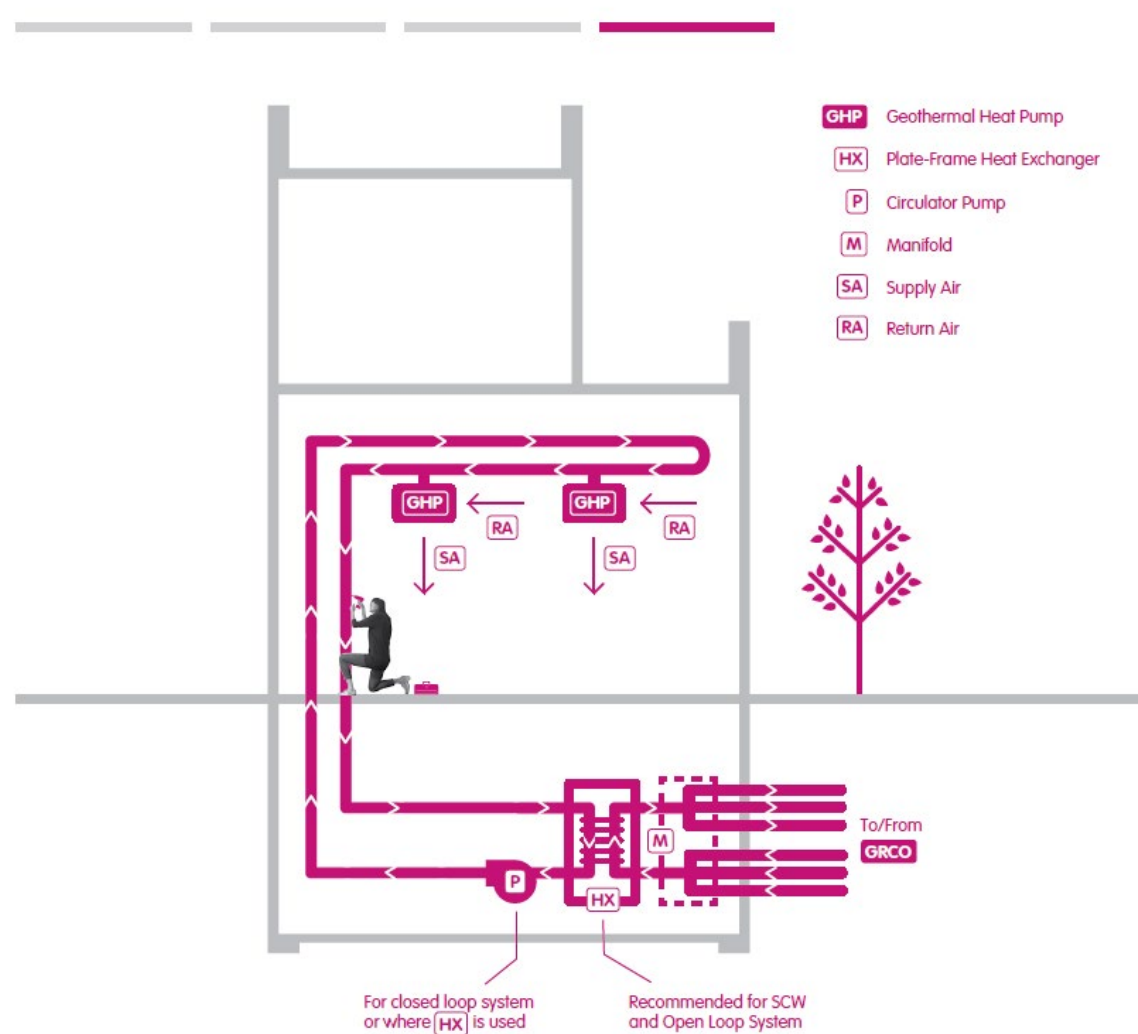 GHP Geothermal Heat Pump
HX Plate-Frame Heat Exchanger
P Circulator Pump
M Manifold
SA Supply Air
RA Return Air
GHP
GHP
RA
RA
SA
SA
M
To/From
GRCO
P
HX
For closed loop system
or where HX is used
Recommended for SCW
and Open Loop System